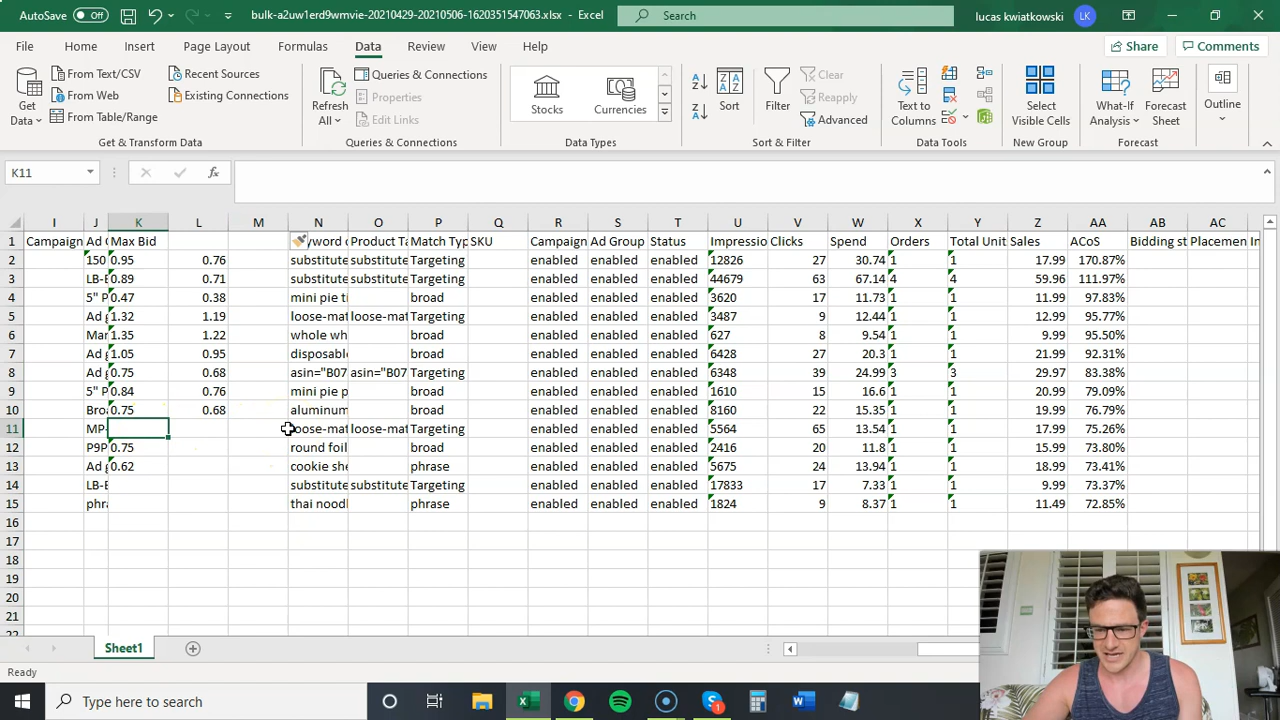 AutoSave Off bulk-a2uw1erd9wmvie-20210429-20210506-1620351547063.xlsx - Excel Search lucas kwiatkowski LK
File Home Insert Page Layout Formulas Data Review View Help Share Comments
Get Data From Text/CSV From Web From Table/Range Recent Sources Existing Connections Refresh All Queries & Connections Properties Edit Links Stocks Currencies Sort Filter Clear Reapply Advanced Text to Columns Select Visible Cells What-If Analysis Forecast Sheet Outline
Get & Transform Data Queries & Connections Data Types Sort & Filter Data Tools New Group Forecast
K11 fx
I J K L M N O P Q R S T U V W X Y Z AA AB AC
1 Campaign Ad Max Bid yword Product Ta Match Typ SKU Campaign Ad Group Status Impressio Clicks Spend Orders Total Unit Sales ACoS Bidding st Placemen In
2 150 0.95 0.76 substitute substitute Targeting enabled enabled enabled 12826 27 30.74 1 1 17.99 170.87%
3 LB-E 0.89 0.71 substitute substitute Targeting enabled enabled enabled 44679 63 67.14 4 4 59.96 111.97%
4 5" P 0.47 0.38 mini pie ti broad enabled enabled enabled 3620 17 11.73 1 1 11.99 97.83%
5 Ad g 1.32 1.19 loose-mat loose-mat Targeting enabled enabled enabled 3487 9 12.44 1 1 12.99 95.77%
6 Mar 1.35 1.22 whole wh broad enabled enabled enabled 627 8 9.54 1 1 9.99 95.50%
7 Ad g 1.05 0.95 disposabl broad enabled enabled enabled 6428 27 20.3 1 1 21.99 92.31%
8 Ad g 0.75 0.68 asin="B07 asin="B07 Targeting enabled enabled enabled 6348 39 24.99 3 3 29.97 83.38%
9 5" P 0.84 0.76 mini pie p broad enabled enabled enabled 1610 15 16.6 1 1 20.99 79.09%
10 Bro 0.75 0.68 aluminum broad enabled enabled enabled 8160 22 15.35 1 1 19.99 76.79%
11 MP- oose-mat loose-mat Targeting enabled enabled enabled 5564 65 13.54 1 1 17.99 75.26%
12 P9P 0.75 round foil broad enabled enabled enabled 2416 20 11.8 1 1 15.99 73.80%
13 Ad g 0.62 cookie she phrase enabled enabled enabled 5675 24 13.94 1 1 18.99 73.41%
14 LB-E substitute substitute Targeting enabled enabled enabled 17833 17 7.33 1 1 9.99 73.37%
15 phra thai noodl phrase enabled enabled enabled 1824 9 8.37 1 1 11.49 72.85%
16
17
18
19
20
21
22
Sheet1
Ready
Type here to search